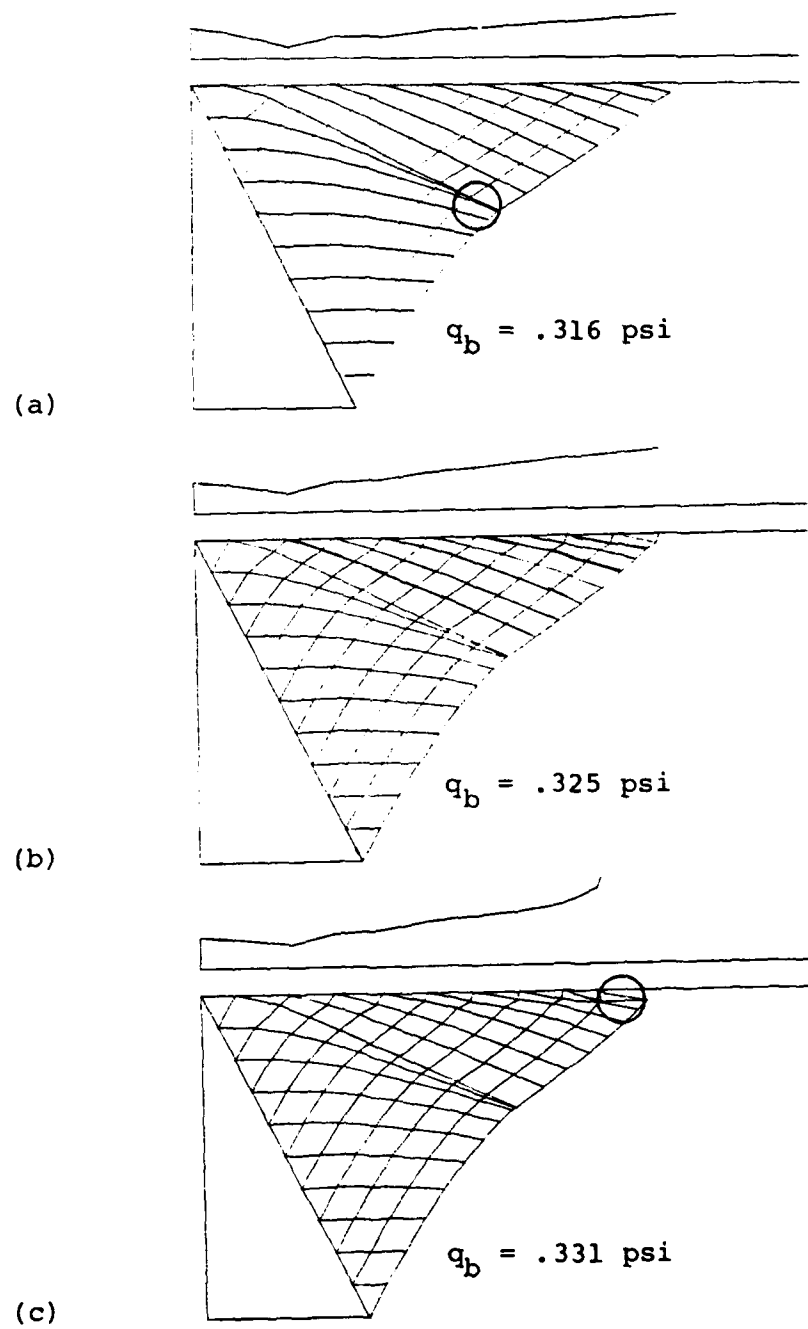 q_b = .316 psi
(a)
q_b = .325 psi
(b)
q_b = .331 psi
(c)